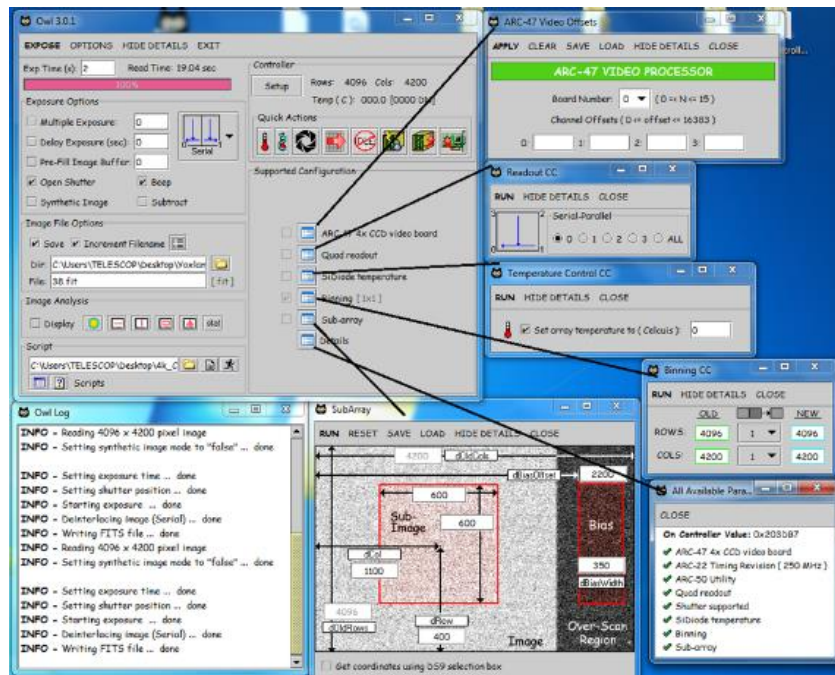 Owl 3.0.1
EXPOSE OPTIONS HIDE DETAILS EXIT
Exp Time (s): 2 Read Time: 19.04 sec
100%
Exposure Options
Multiple Exposure: 0
Delay Exposure (sec): 0
Pre-Fill Image Buffer: 0
Serial
Open Shutter Beep
Synthetic Image Subtract
Image File Options
Save Increment Filename
Dir: C:\Users\TELESCOP\Desktop\
File: 38.fit [fit]
Image Analysis
Display stat
Script
C:\Users\TELESCOP\Desktop\4k_C
Scripts
Controller
Setup Rows: 4096 Cols: 4200
Temp ( C ): 000.0 [0000 DN]
Quick Actions
Supported Configuration
ARC-47 4x CCD video board
Quad readout
SiDiode temperature
Binning [1x1]
Sub-array
Details
ARC-47 Video Offsets
APPLY CLEAR SAVE LOAD HIDE DETAILS CLOSE
ARC-47 VIDEO PROCESSOR
Board Number: 0 ( 0 <= N <= 15 )
Channel Offsets ( 0 <= offset <= 16383 )
0: 1: 2: 3:
Readout CC
RUN HIDE DETAILS CLOSE
3 2 Serial-Parallel
0 1 0 1 2 3 ALL
Temperature Control CC
RUN HIDE DETAILS CLOSE
Set array temperature to ( Celcuis ): 0
Binning CC
RUN HIDE DETAILS CLOSE
OLD NEW
ROWS: 4096 1 4096
COLS: 4200 1 4200
Owl Log
INFO - Reading 4096 x 4200 pixel image
INFO - Setting synthetic image mode to "false" ... done
INFO - Setting exposure time ... done
INFO - Setting shutter position ... done
INFO - Starting exposure ... done
INFO - Deinterlacing image (Serial) ... done
INFO - Writing FITS file ... done
INFO - Reading 4096 x 4200 pixel image
INFO - Setting synthetic image mode to "false" ... done
INFO - Setting exposure time ... done
INFO - Setting shutter position ... done
INFO - Starting exposure ... done
INFO - Deinterlacing image (Serial) ... done
INFO - Writing FITS file ... done
SubArray
RUN RESET SAVE LOAD HIDE DETAILS CLOSE
4200 dOldCols
dBiasOffset 2200
600
Sub-Image
600
Bias
dCol
1100
350
dBiasWidth
4096
dOldRows
dRow
400
Image
Over-Scan
Region
Get coordinates using DS9 selection box
All Available Para...
CLOSE
On Controller Value: 0x203D87
ARC-47 4x CCD video board
ARC-22 Timing Revision ( 250 MHz )
ARC-50 Utility
Quad readout
Shutter supported
SiDiode temperature
Binning
Sub-array